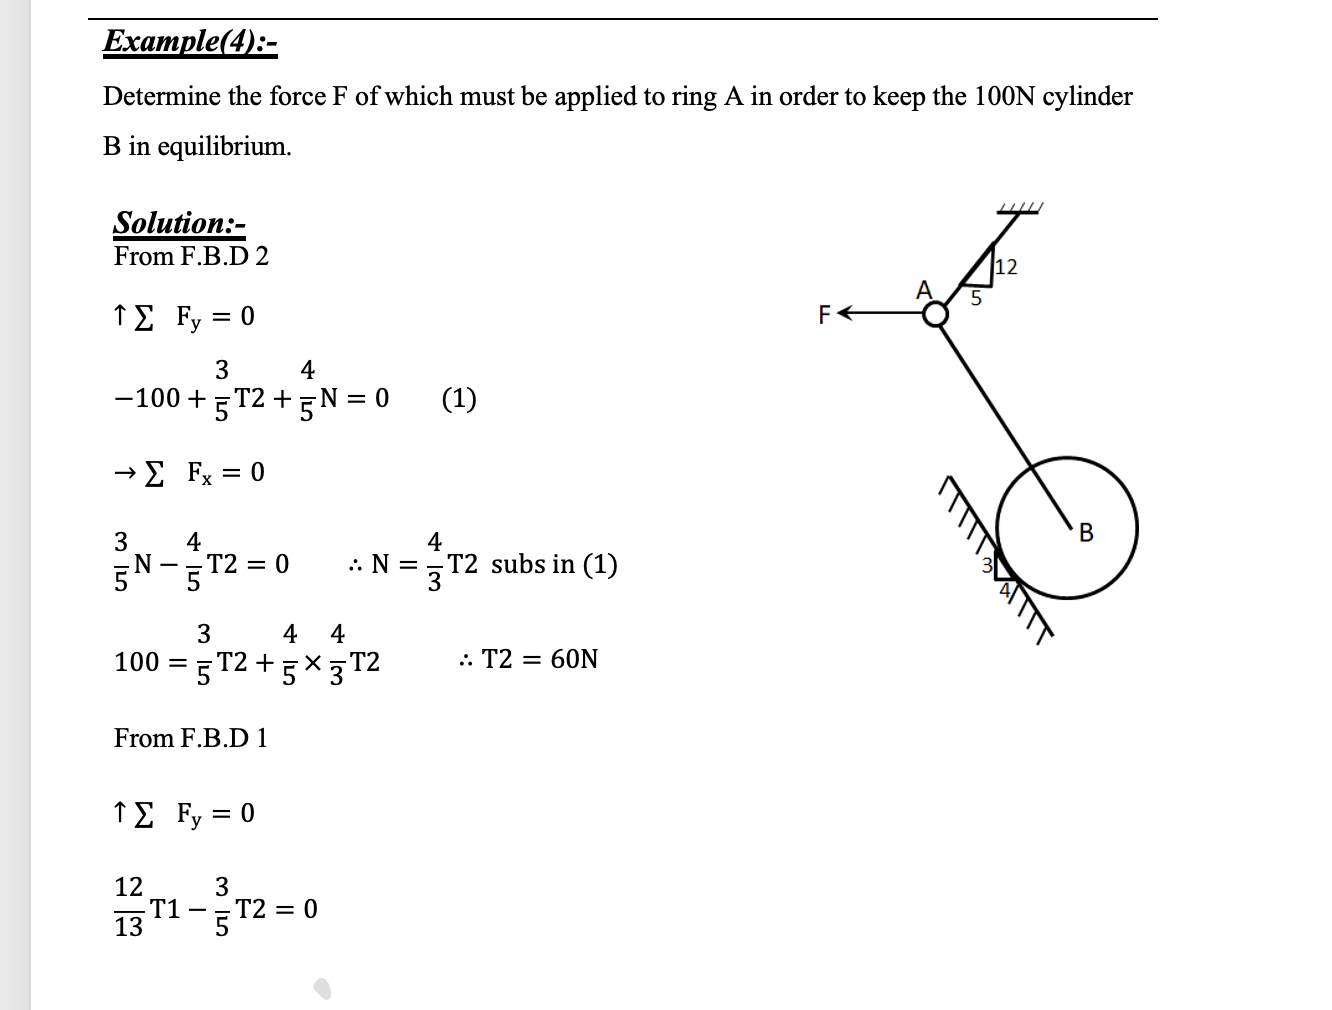 Example(4):-
Determine the force F of which must be applied to ring A in order to keep the 100N cylinder
B in equilibrium.
Solution:-
From F.B.D 2
↑∑ Fy = 0
−100 + 3/5 T2 + 4/5 N = 0 (1)
→∑ Fx = 0
3/5 N − 4/5 T2 = 0 ∴ N = 4/3 T2 subs in (1)
100 = 3/5 T2 + 4/5 × 4/3 T2 ∴ T2 = 60N
From F.B.D 1
↑∑ Fy = 0
12/13 T1 − 3/5 T2 = 0
12
5
A
F
B
3
4